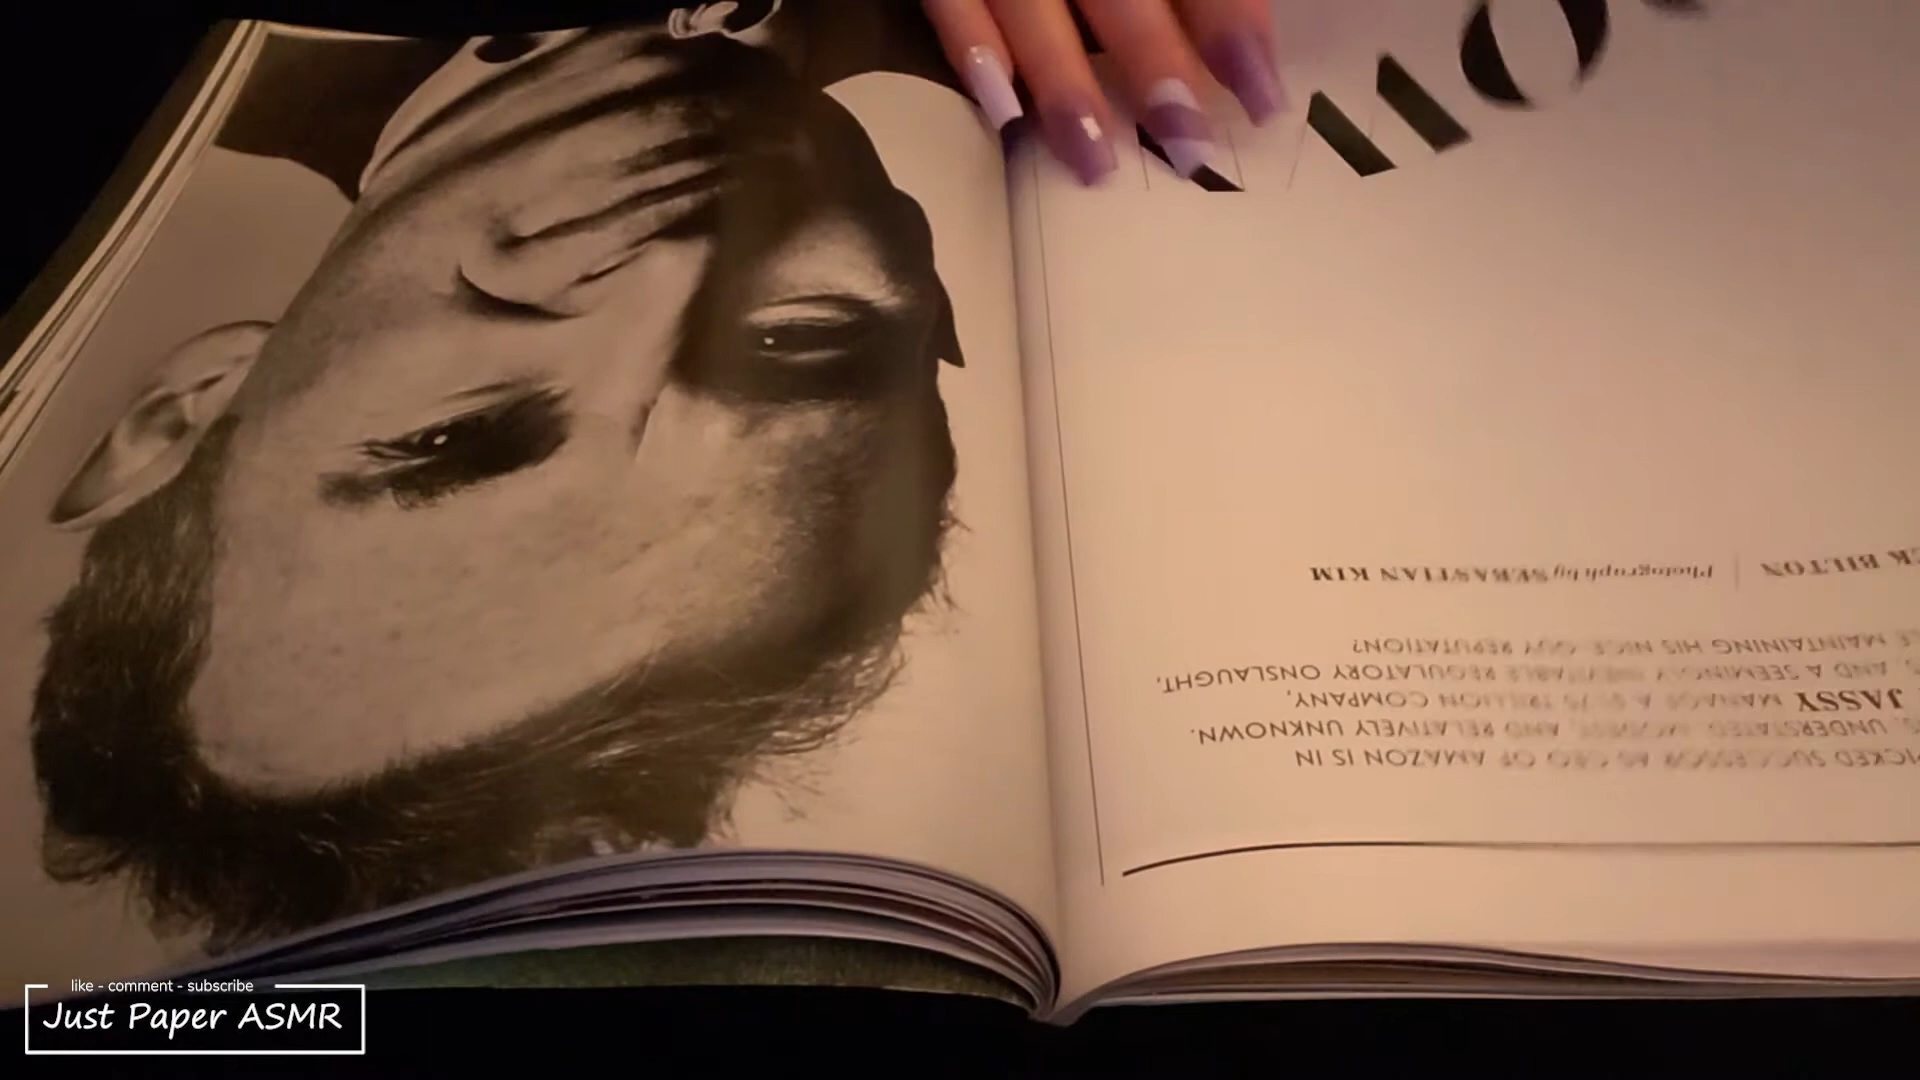 PICKED SUCCESSOR AS CEO OF AMAZON IS IN
UNDERSTATED, MODEST, AND RELATIVELY UNKNOWN.
JASSY MANAGE A TRILLION COMPANY,
AND A SEEMINGLY INEVITABLE REGULATORY ONSLAUGHT,
MAINTAINING HIS NICE-GUY REPUTATION?
CK BILTON | Photograph by SEBASTIAN KIM
like - comment - subscribe
Just Paper ASMR